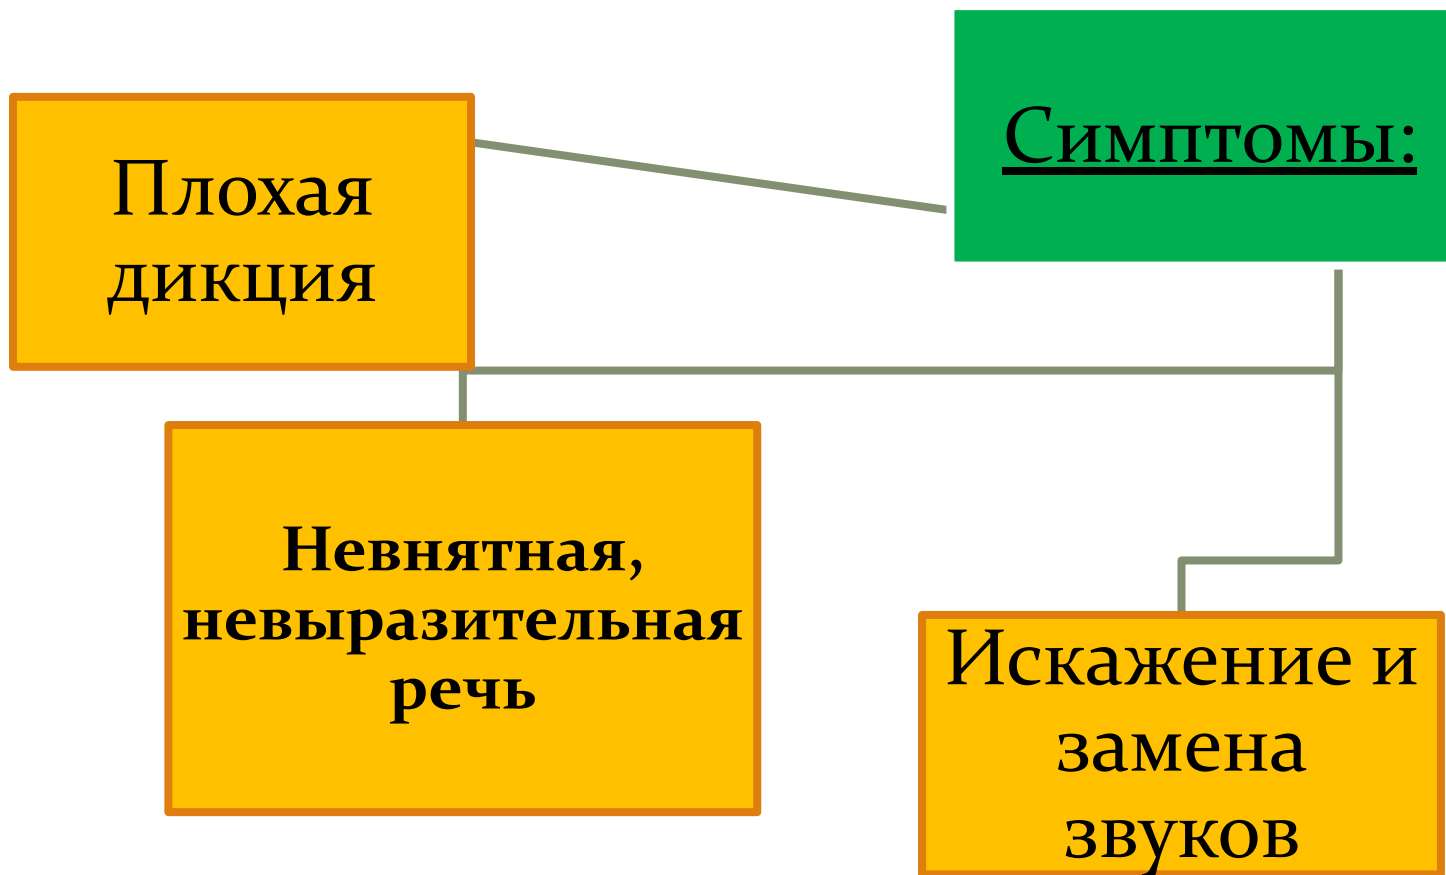 Симптомы:
Плохая
дикция
Невнятная,
невыразительная
речь
Искажение и
замена
звуков